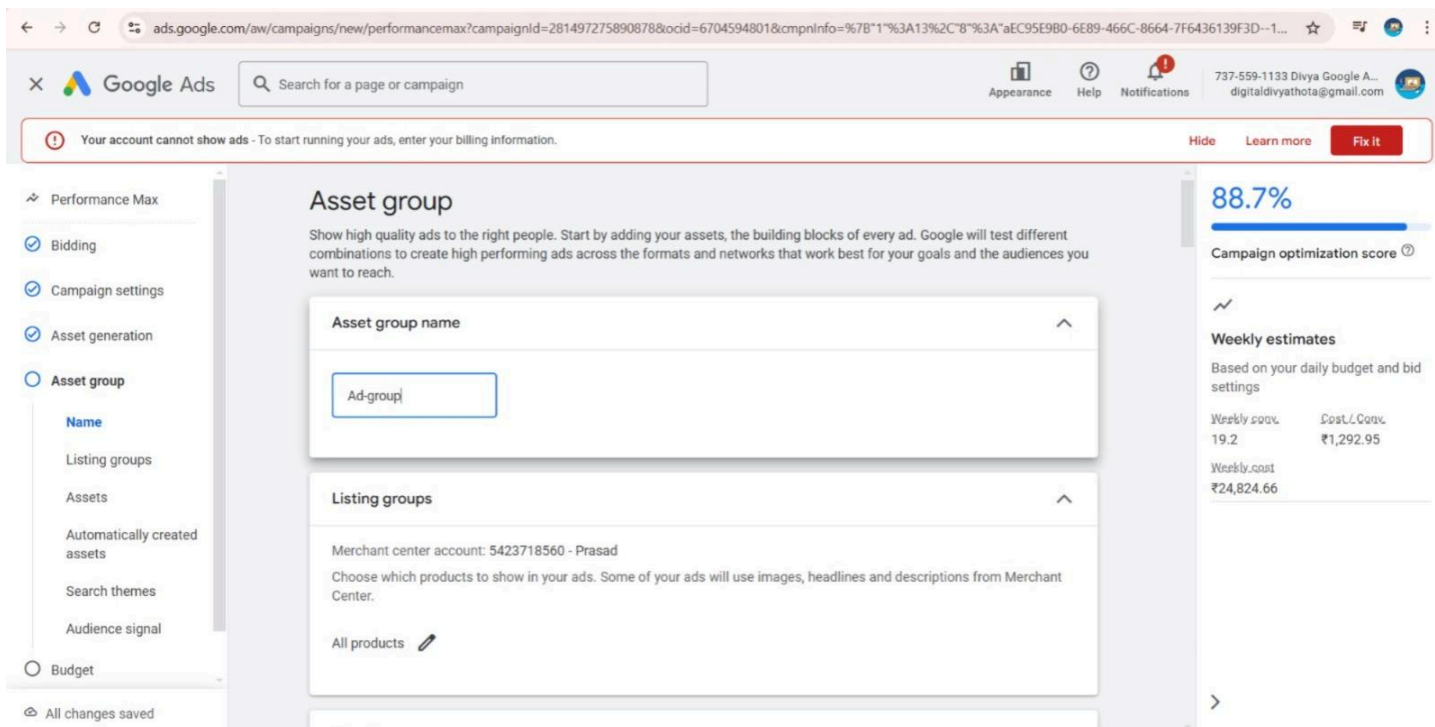 ads.google.com/aw/campaigns/new/performancemax?campaignId=281497275890878&ocid=6704594801&cmpnInfo=%7B"1"%3A13%2C"8"%3A"aEC95E9B0-6E89-466C-8664-7F6436139F3D--1...
Google Ads
Search for a page or campaign
Appearance
Help
Notifications
737-559-1133 Divya Google A...
digitaldivyathota@gmail.com
Your account cannot show ads - To start running your ads, enter your billing information.
Hide
Learn more
Fix it
Performance Max
Bidding
Campaign settings
Asset generation
Asset group
Name
Listing groups
Assets
Automatically created
assets
Search themes
Audience signal
Budget
All changes saved
Asset group
Show high quality ads to the right people. Start by adding your assets, the building blocks of every ad. Google will test different
combinations to create high performing ads across the formats and networks that work best for your goals and the audiences you
want to reach.
Asset group name
Ad-group
Listing groups
Merchant center account: 5423718560 - Prasad
Choose which products to show in your ads. Some of your ads will use images, headlines and descriptions from Merchant
Center.
All products
88.7%
Campaign optimization score
Weekly estimates
Based on your daily budget and bid
settings
Weekly conv.
Cost / Conv.
19.2
₹1,292.95
Weekly cost
₹24,824.66